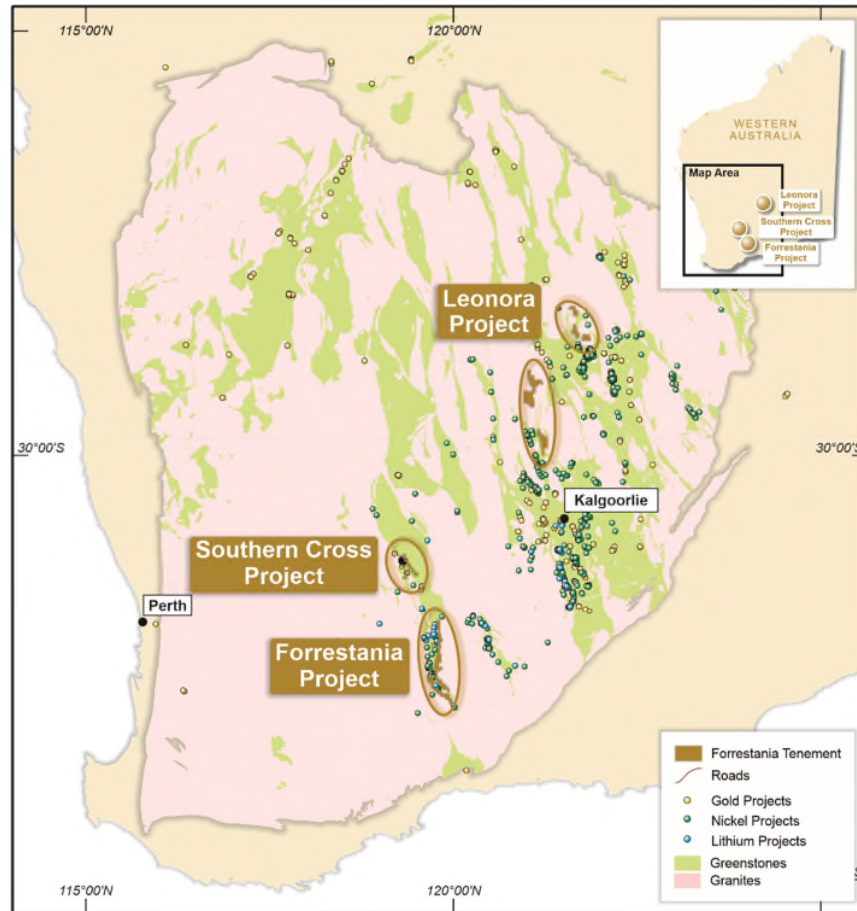 115°00'N
120°00'N
WESTERN
AUSTRALIA
Map Area
Leonora
Project
Southern Cross
Project
Forrestania
Project
Leonora
Project
30°00'S
30°00'S
Kalgoorlie
Southern Cross
Project
Perth
Forrestania
Project
Forrestania Tenement
Roads
Gold Projects
Nickel Projects
Lithium Projects
Greenstones
Granites
115°00'N
120°00'N